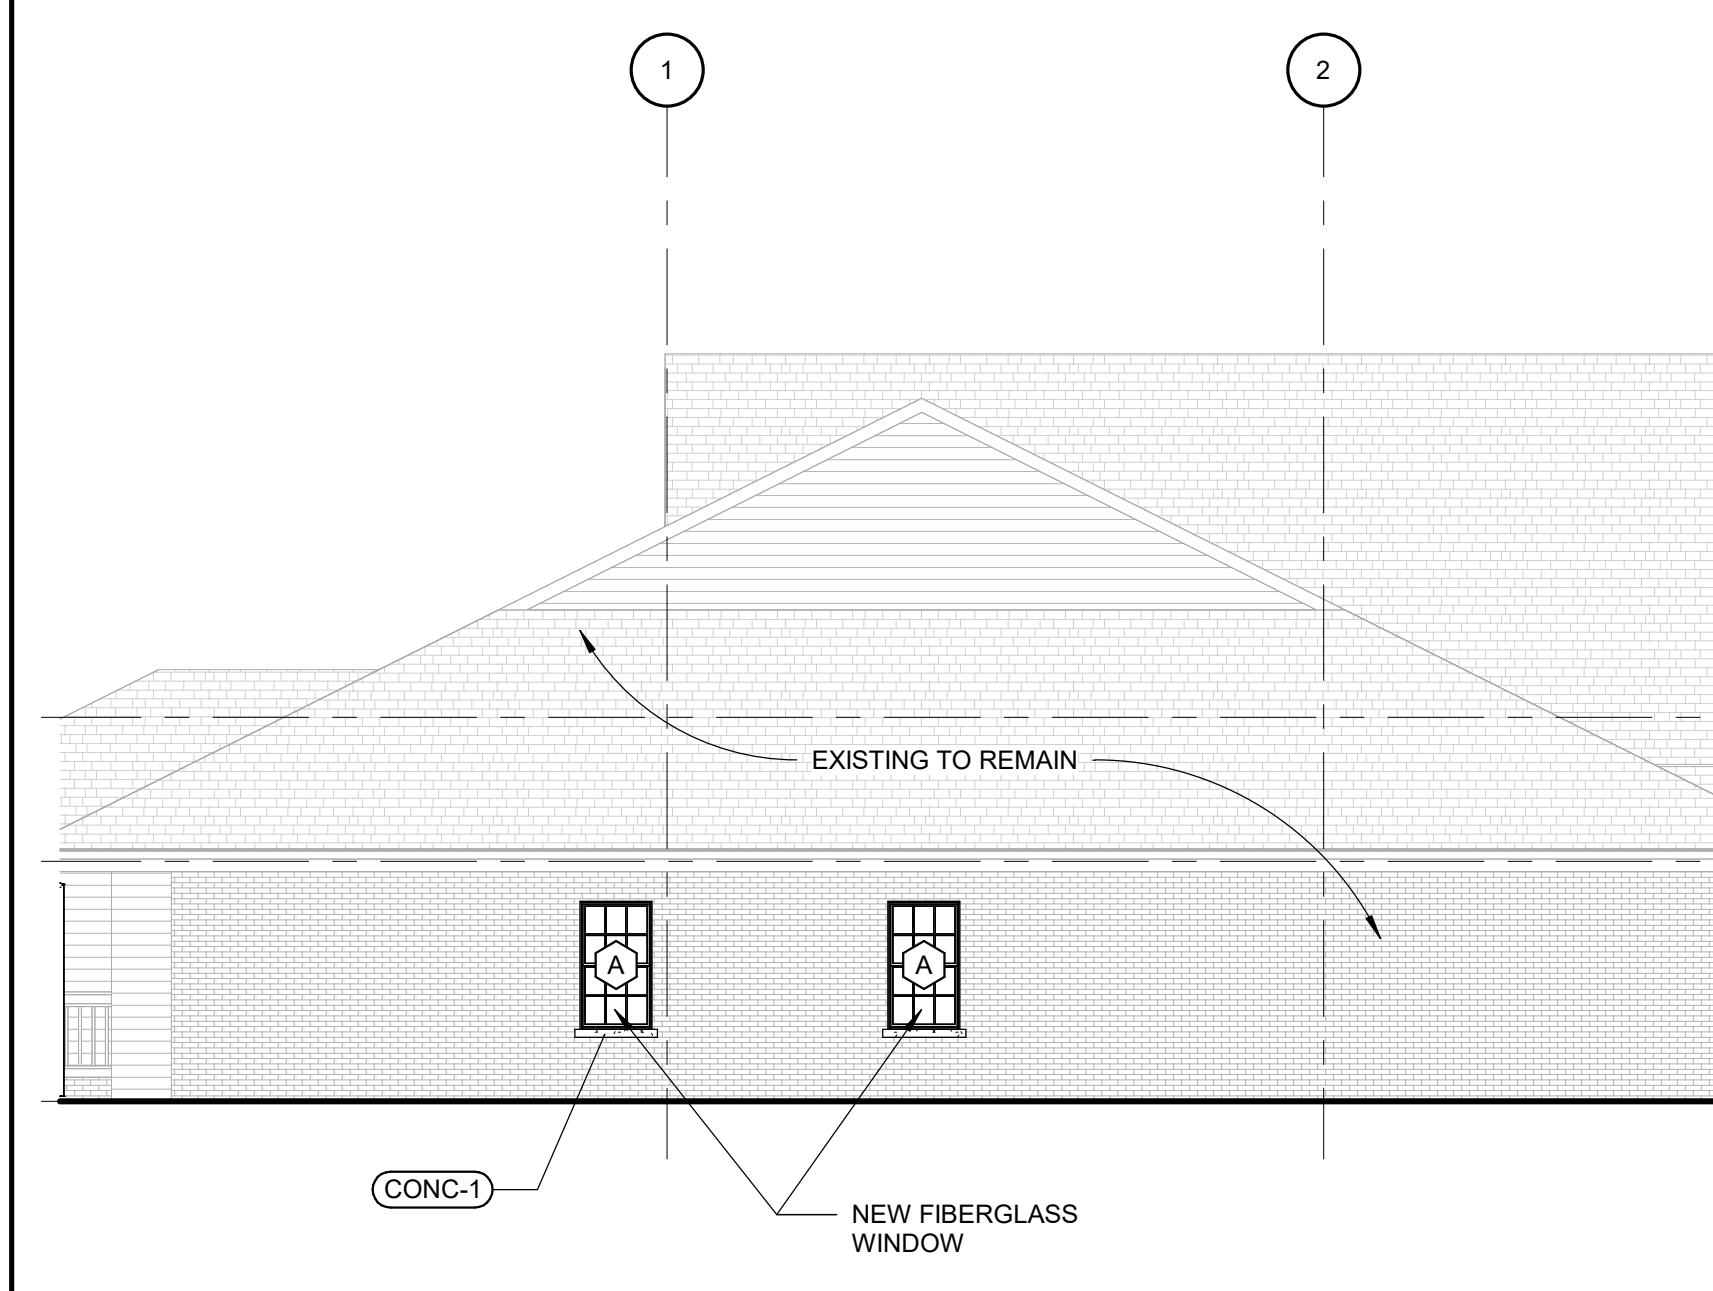 1
2
EXISTING TO REMAIN
A
A
CONC-1
NEW FIBERGLASS
WINDOW